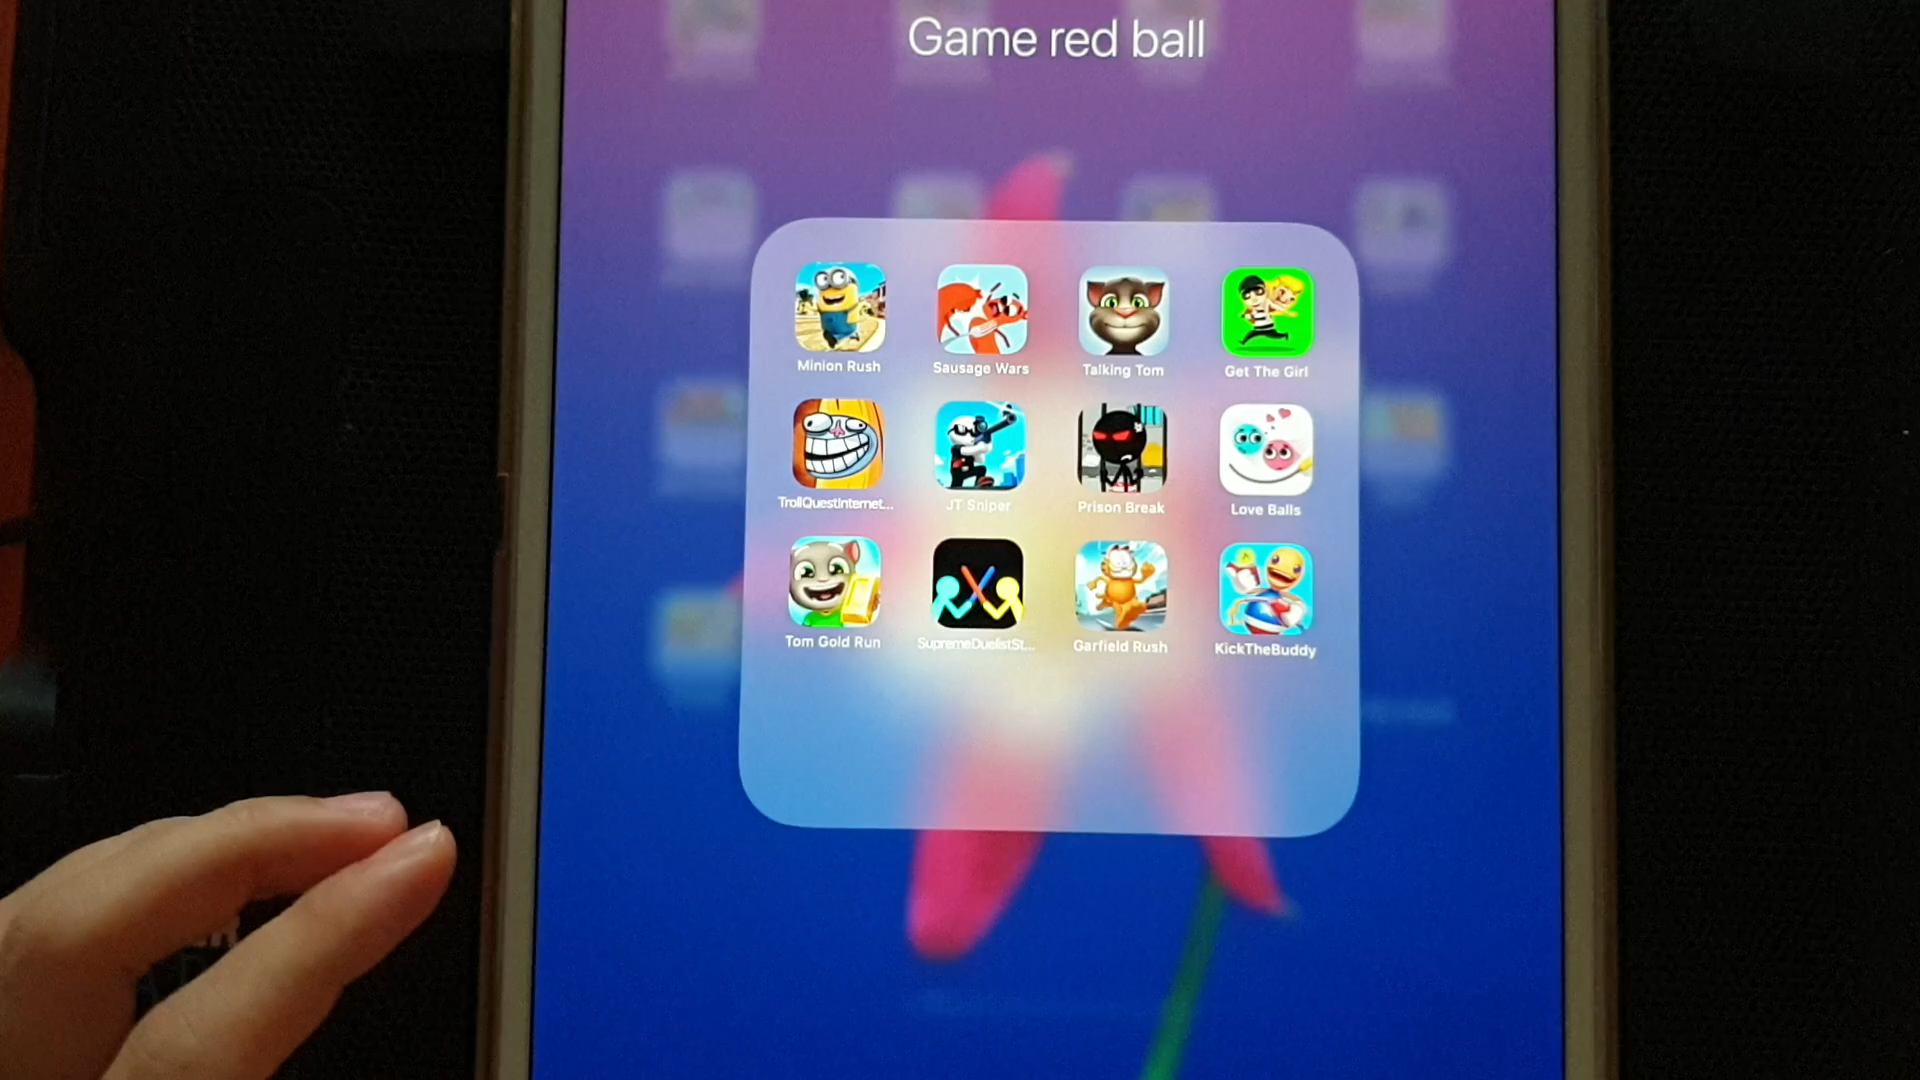 Game red ball
Minion Rush
Sausage Wars
Talking Tom
Get The Girl
TrollQuestInternet...
JT Sniper
Prison Break
Love Balls
Tom Gold Run
SupremeDuelistSt...
Garfield Rush
KickTheBuddy